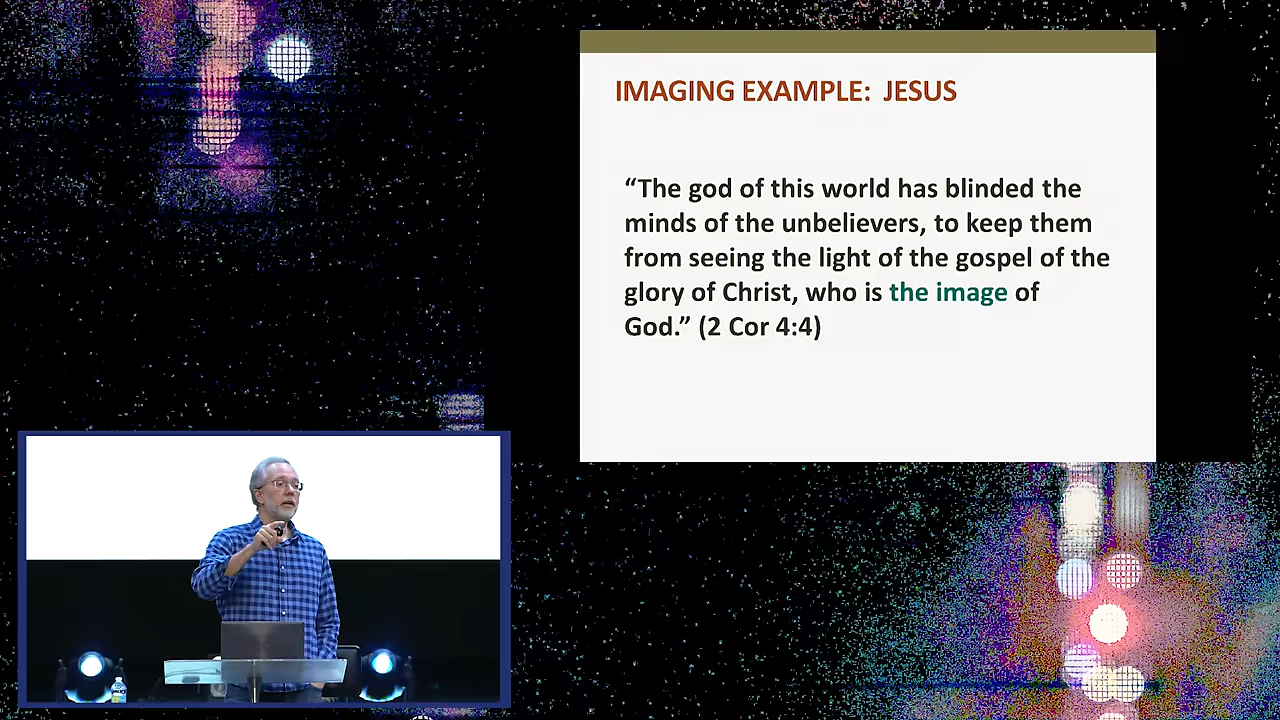 IMAGING EXAMPLE:  JESUS
“The god of this world has blinded the
minds of the unbelievers, to keep them
from seeing the light of the gospel of the
glory of Christ, who is the image of
God.” (2 Cor 4:4)